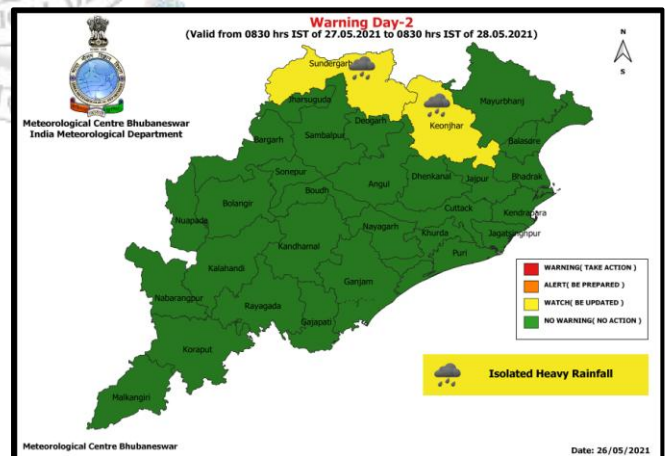 Warning Day-2
(Valid from 0830 hrs IST of 27.05.2021 to 0830 hrs IST of 28.05.2021)
N
S
Meteorological Centre Bhubaneswar
India Meteorological Department
Sundergarh
Jharsuguda
Deogarh
Keonjhar
Mayurbhanj
Balasore
Bargarh
Sambalpur
Sonepur
Angul
Dhenkanal
Jajpur
Bhadrak
Bolangir
Boudh
Cuttack
Kendrapara
Nuapada
Nayagarh
Khurda
Jagatsinghpur
Kandhamal
Puri
Kalahandi
Ganjam
Nabarangpur
Rayagada
Gajapati
Koraput
Malkangiri
WARNING( TAKE ACTION )
ALERT( BE PREPARED )
WATCH( BE UPDATED )
NO WARNING( NO ACTION )
Isolated Heavy Rainfall
Meteorological Centre Bhubaneswar
Date: 26/05/2021